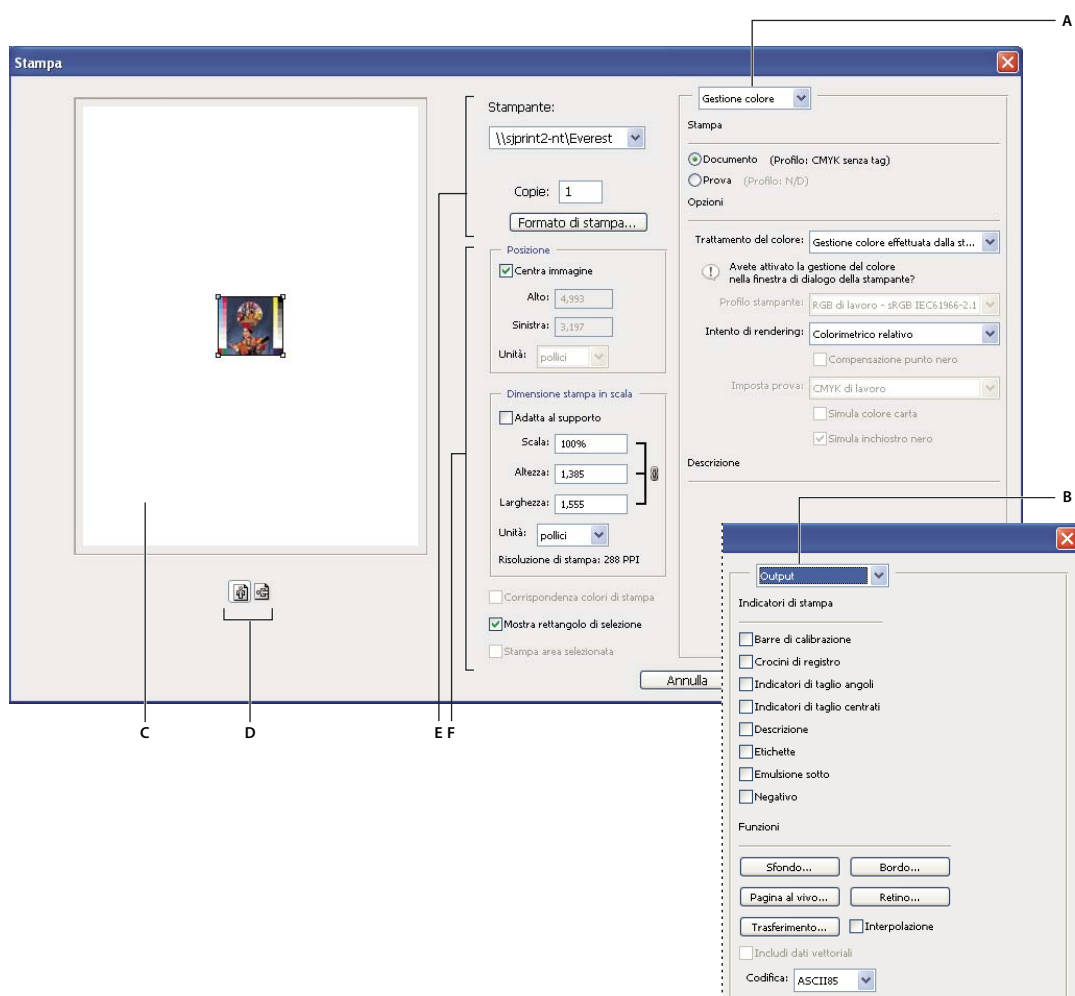 A
Stampa
Stampante:
\\sjprint2-nt\Everest
Copie: 1
Formato di stampa...
Posizione
Centra immagine
Alto: 4,993
Sinistra: 3,197
Unità: pollici
Dimensione stampa in scala
Adatta al supporto
Scala: 100%
Altezza: 1,385
Larghezza: 1,555
Unità: pollici
Risoluzione di stampa: 288 PPI
Corrispondenza colori di stampa
Mostra rettangolo di selezione
Stampa area selezionata
Annulla
Gestione colore
Stampa
Documento (Profilo: CMYK senza tag)
Prova (Profilo: N/D)
Opzioni
Trattamento del colore: Gestione colore effettuata dalla st...
Avete attivato la gestione del colore
nella finestra di dialogo della stampante?
Profilo stampante: RGB di lavoro - sRGB IEC61966-2.1
Intento di rendering: Colorimetrico relativo
Compensazione punto nero
Imposta prova: CMYK di lavoro
Simula colore carta
Simula inchiostro nero
Descrizione
B
Output
Indicatori di stampa
Barre di calibrazione
Crocini di registro
Indicatori di taglio angoli
Indicatori di taglio centrati
Descrizione
Etichette
Emulsione sotto
Negativo
Funzioni
Sfondo... Bordo...
Pagina al vivo... Retino...
Trasferimento... Interpolazione
Includi dati vettoriali
Codifica: ASCII85
C D E F